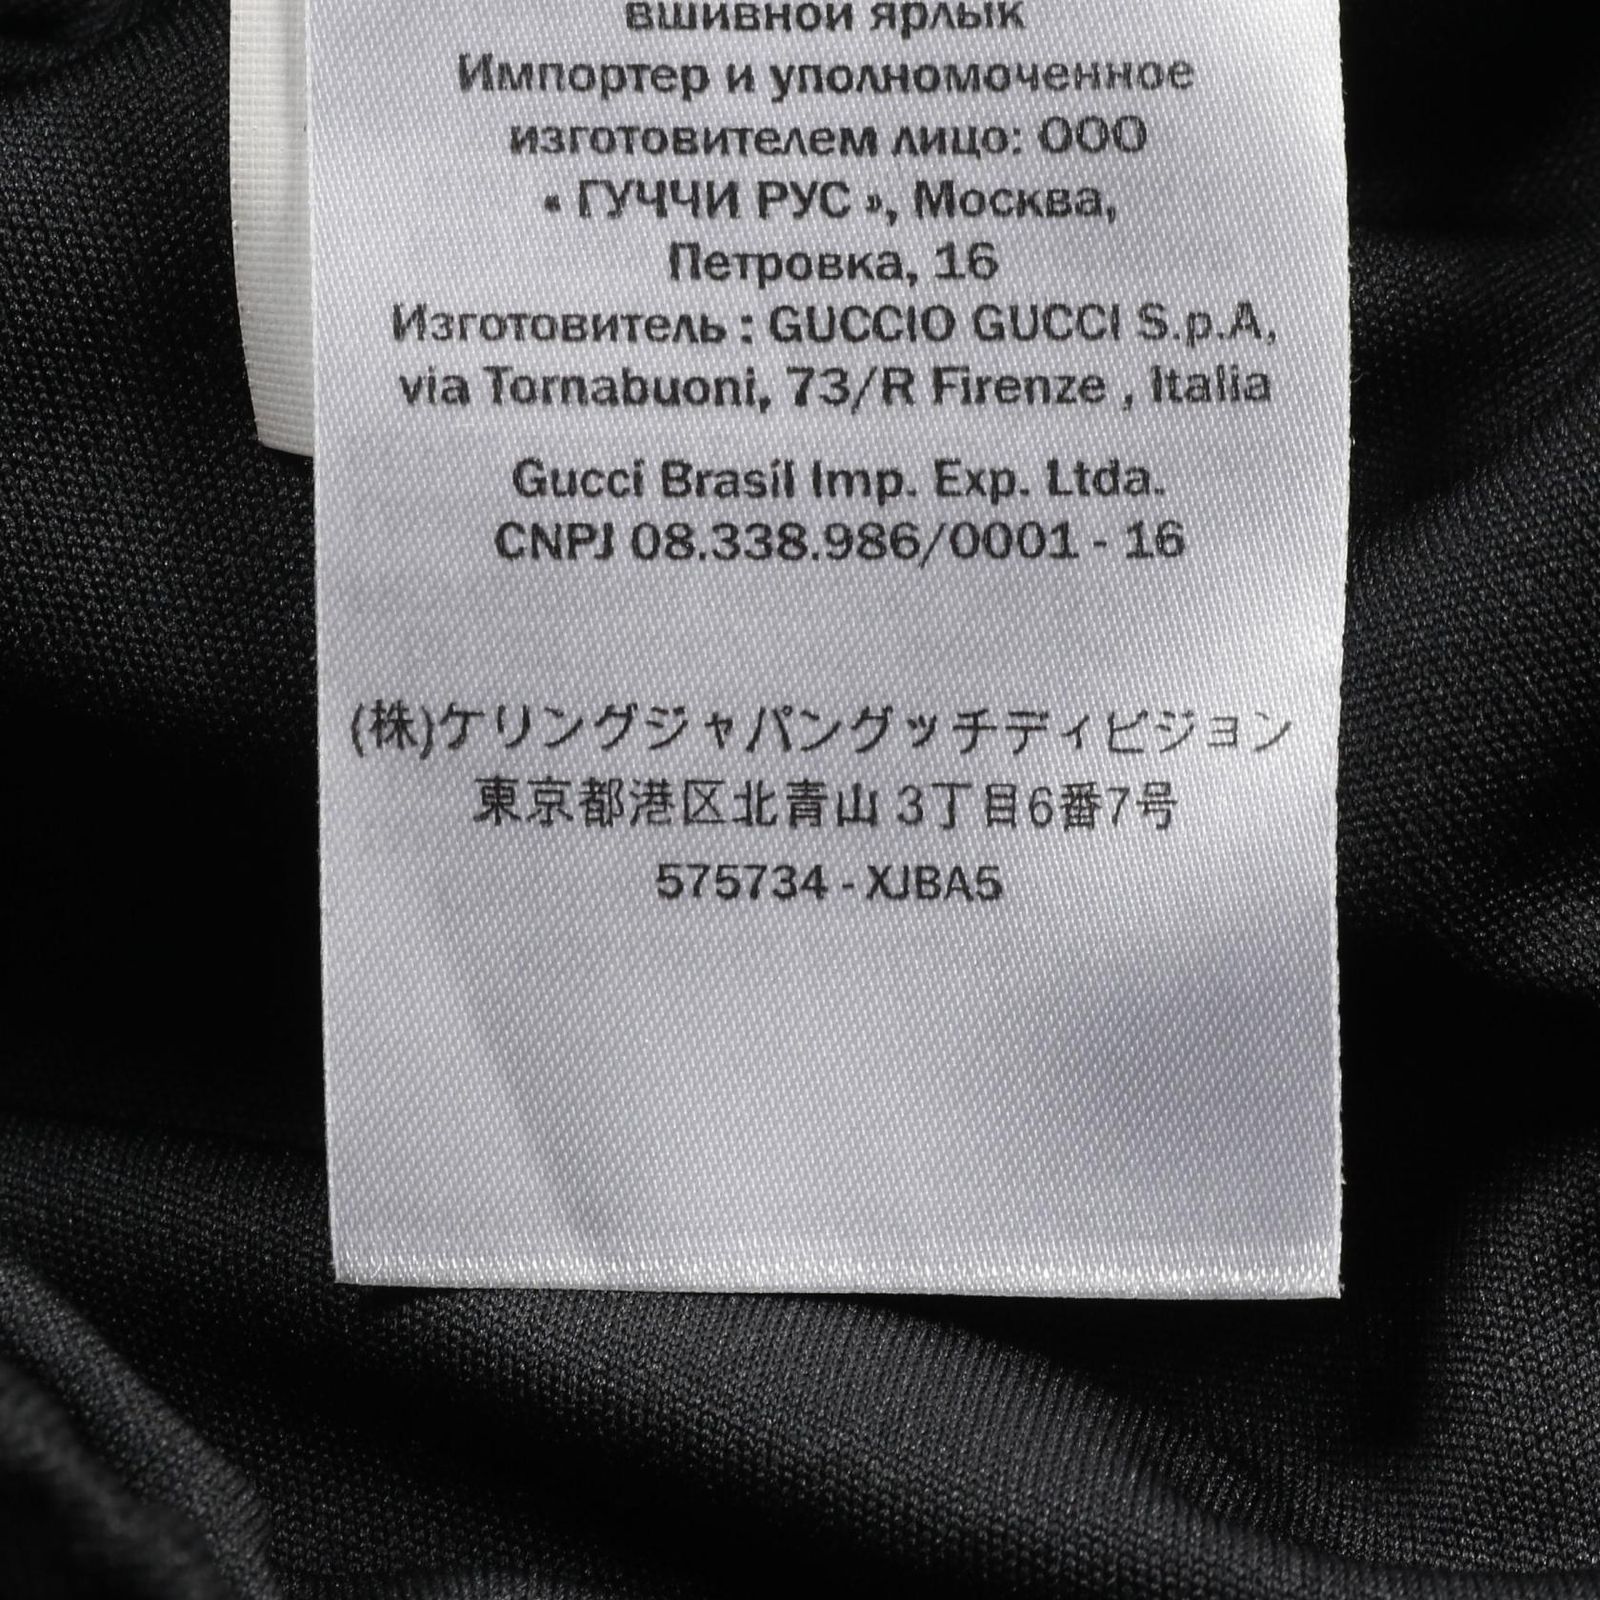 вшивной ярлык
Импортер и уполномоченное
изготовителем лицо: ООО
« ГУЧЧИ РУС », Москва,
Петровка, 16
Изготовитель : GUCCIO GUCCI S.p.A,
via Tornabuoni, 73/R Firenze , Italia
Gucci Brasil Imp. Exp. Ltda.
CNPJ 08.338.986/0001 - 16
(株)ケリングジャパングッチディビジョン
東京都港区北青山 3丁目6番7号
575734 - XJBA5